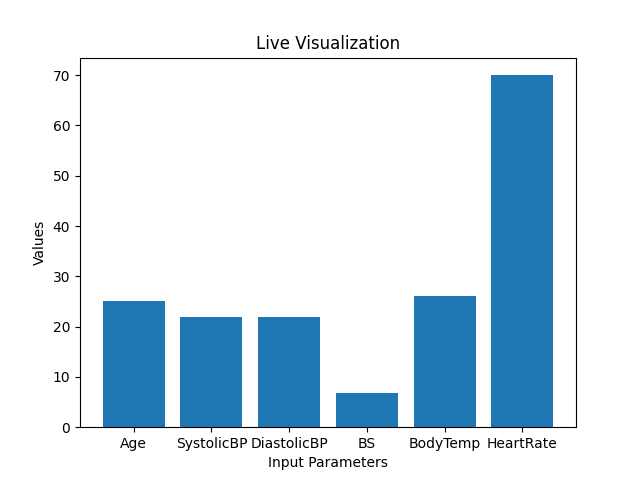 Live Visualization
70
60
50
40
30
20
10
0
Values
Age SystolicBP DiastolicBP BS BodyTemp HeartRate
Input Parameters